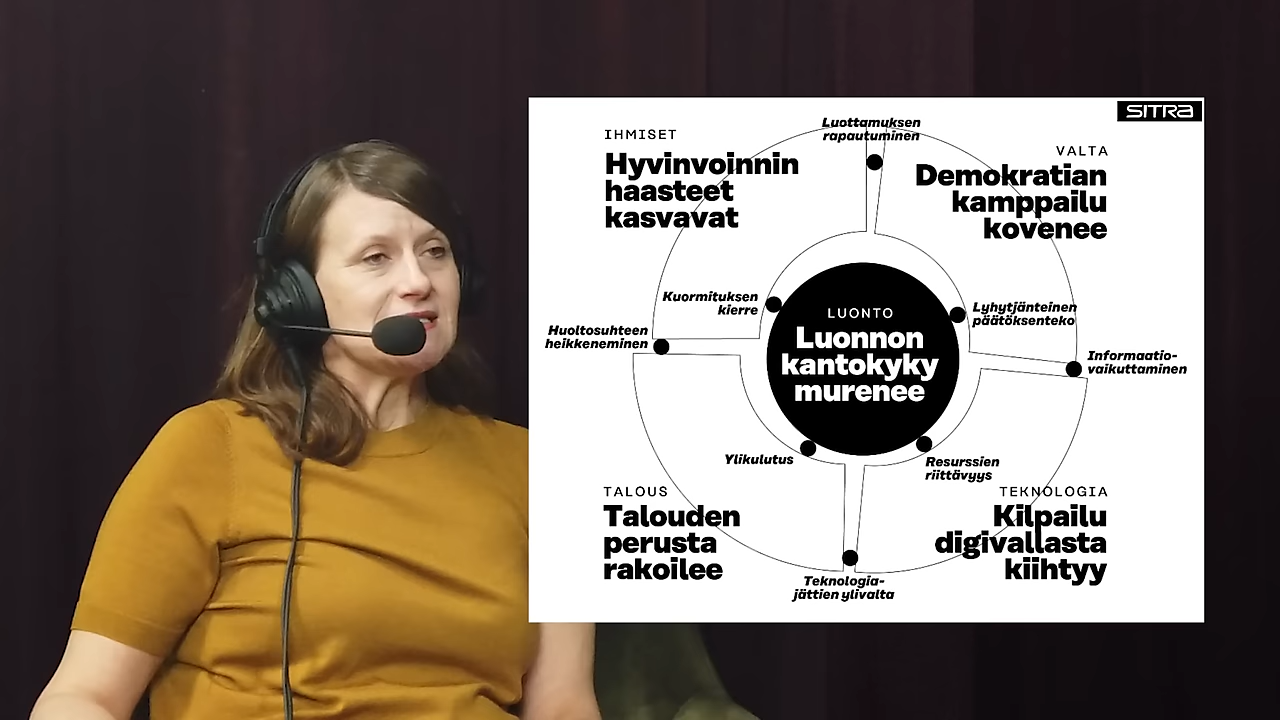 SITRA
Luottamuksen
rapautuminen
IHMISET
Hyvinvoinnin
haasteet
kasvavat
VALTA
Demokratian
kamppailu
kovenee
Kuormituksen
kierre
Lyhytjänteinen
päätöksenteko
Huoltosuhteen
heikkeneminen
LUONTO
Luonnon
kantokyky
murenee
Informaatio-
vaikuttaminen
Ylikulutus
Resurssien
riittävyys
TALOUS
Talouden
perusta
rakoilee
TEKNOLOGIA
Kilpailu
digivallasta
kiihtyy
Teknologia-
jättien ylivalta